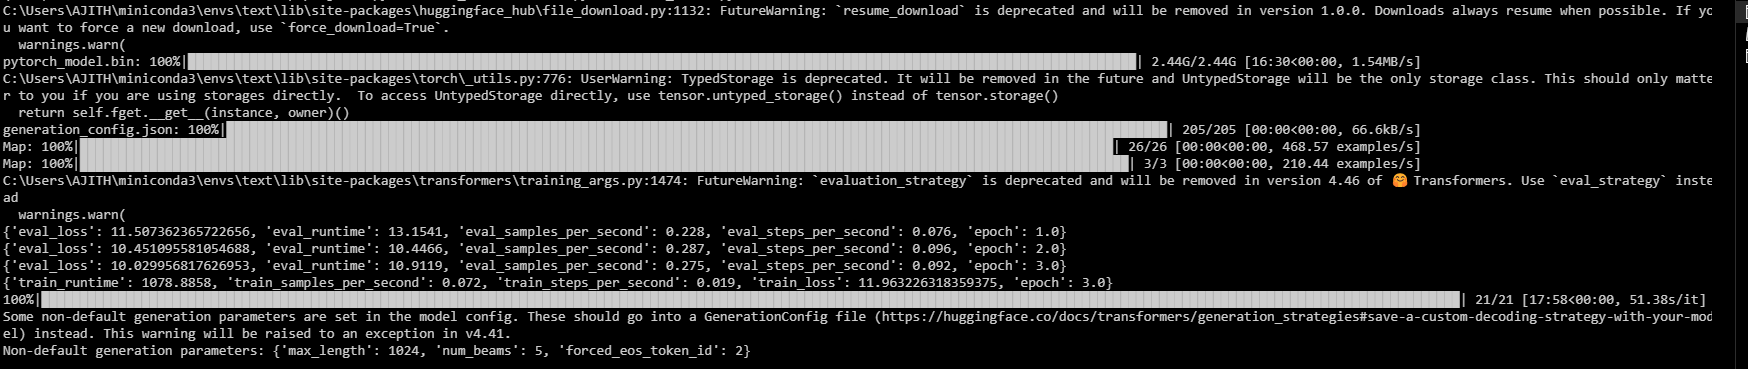 C:\Users\AJITH\miniconda3\envs\text\lib\site-packages\huggingface_hub\file_download.py:1132: FutureWarning: `resume_download` is deprecated and will be removed in version 1.0.0. Downloads always resume when possible. If yo
u want to force a new download, use `force_download=True`.
  warnings.warn(
pytorch_model.bin: 100%| | 2.44G/2.44G [16:30<00:00, 1.54MB/s]
C:\Users\AJITH\miniconda3\envs\text\lib\site-packages\torch\_utils.py:776: UserWarning: TypedStorage is deprecated. It will be removed in the future and UntypedStorage will be the only storage class. This should only matte
r to you if you are using storages directly.  To access UntypedStorage directly, use tensor.untyped_storage() instead of tensor.storage()
  return self.fget.__get__(instance, owner)()
generation_config.json: 100%| | 205/205 [00:00<00:00, 66.6kB/s]
Map: 100%| | 26/26 [00:00<00:00, 468.57 examples/s]
Map: 100%| | 3/3 [00:00<00:00, 210.44 examples/s]
C:\Users\AJITH\miniconda3\envs\text\lib\site-packages\transformers\training_args.py:1474: FutureWarning: `evaluation_strategy` is deprecated and will be removed in version 4.46 of 🤗 Transformers. Use `eval_strategy` inste
ad
  warnings.warn(
{'eval_loss': 11.507362365722656, 'eval_runtime': 13.1541, 'eval_samples_per_second': 0.228, 'eval_steps_per_second': 0.076, 'epoch': 1.0}
{'eval_loss': 10.451095581054688, 'eval_runtime': 10.4466, 'eval_samples_per_second': 0.287, 'eval_steps_per_second': 0.096, 'epoch': 2.0}
{'eval_loss': 10.029956817626953, 'eval_runtime': 10.9119, 'eval_samples_per_second': 0.275, 'eval_steps_per_second': 0.092, 'epoch': 3.0}
{'train_runtime': 1078.8858, 'train_samples_per_second': 0.072, 'train_steps_per_second': 0.019, 'train_loss': 11.963226318359375, 'epoch': 3.0}
100%| | 21/21 [17:58<00:00, 51.38s/it]
Some non-default generation parameters are set in the model config. These should go into a GenerationConfig file (https://huggingface.co/docs/transformers/generation_strategies#save-a-custom-decoding-strategy-with-your-mod
el) instead. This warning will be raised to an exception in v4.41.
Non-default generation parameters: {'max_length': 1024, 'num_beams': 5, 'forced_eos_token_id': 2}